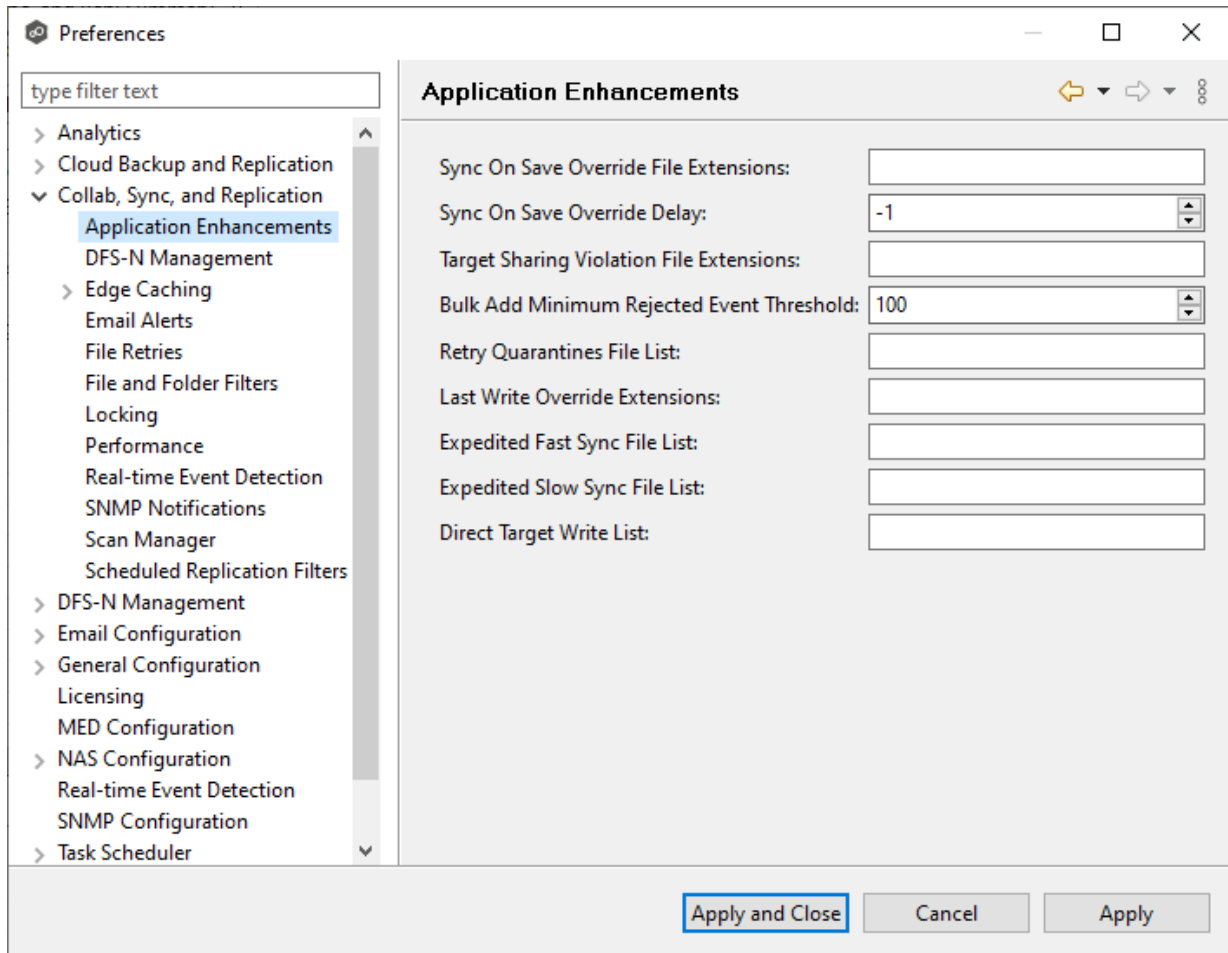 Preferences
type filter text
Analytics
Cloud Backup and Replication
Collab, Sync, and Replication
Application Enhancements
DFS-N Management
Edge Caching
Email Alerts
File Retries
File and Folder Filters
Locking
Performance
Real-time Event Detection
SNMP Notifications
Scan Manager
Scheduled Replication Filters
DFS-N Management
Email Configuration
General Configuration
Licensing
MED Configuration
NAS Configuration
Real-time Event Detection
SNMP Configuration
Task Scheduler
Application Enhancements
Sync On Save Override File Extensions:
Sync On Save Override Delay: -1
Target Sharing Violation File Extensions:
Bulk Add Minimum Rejected Event Threshold: 100
Retry Quarantines File List:
Last Write Override Extensions:
Expedited Fast Sync File List:
Expedited Slow Sync File List:
Direct Target Write List:
Apply and Close Cancel Apply